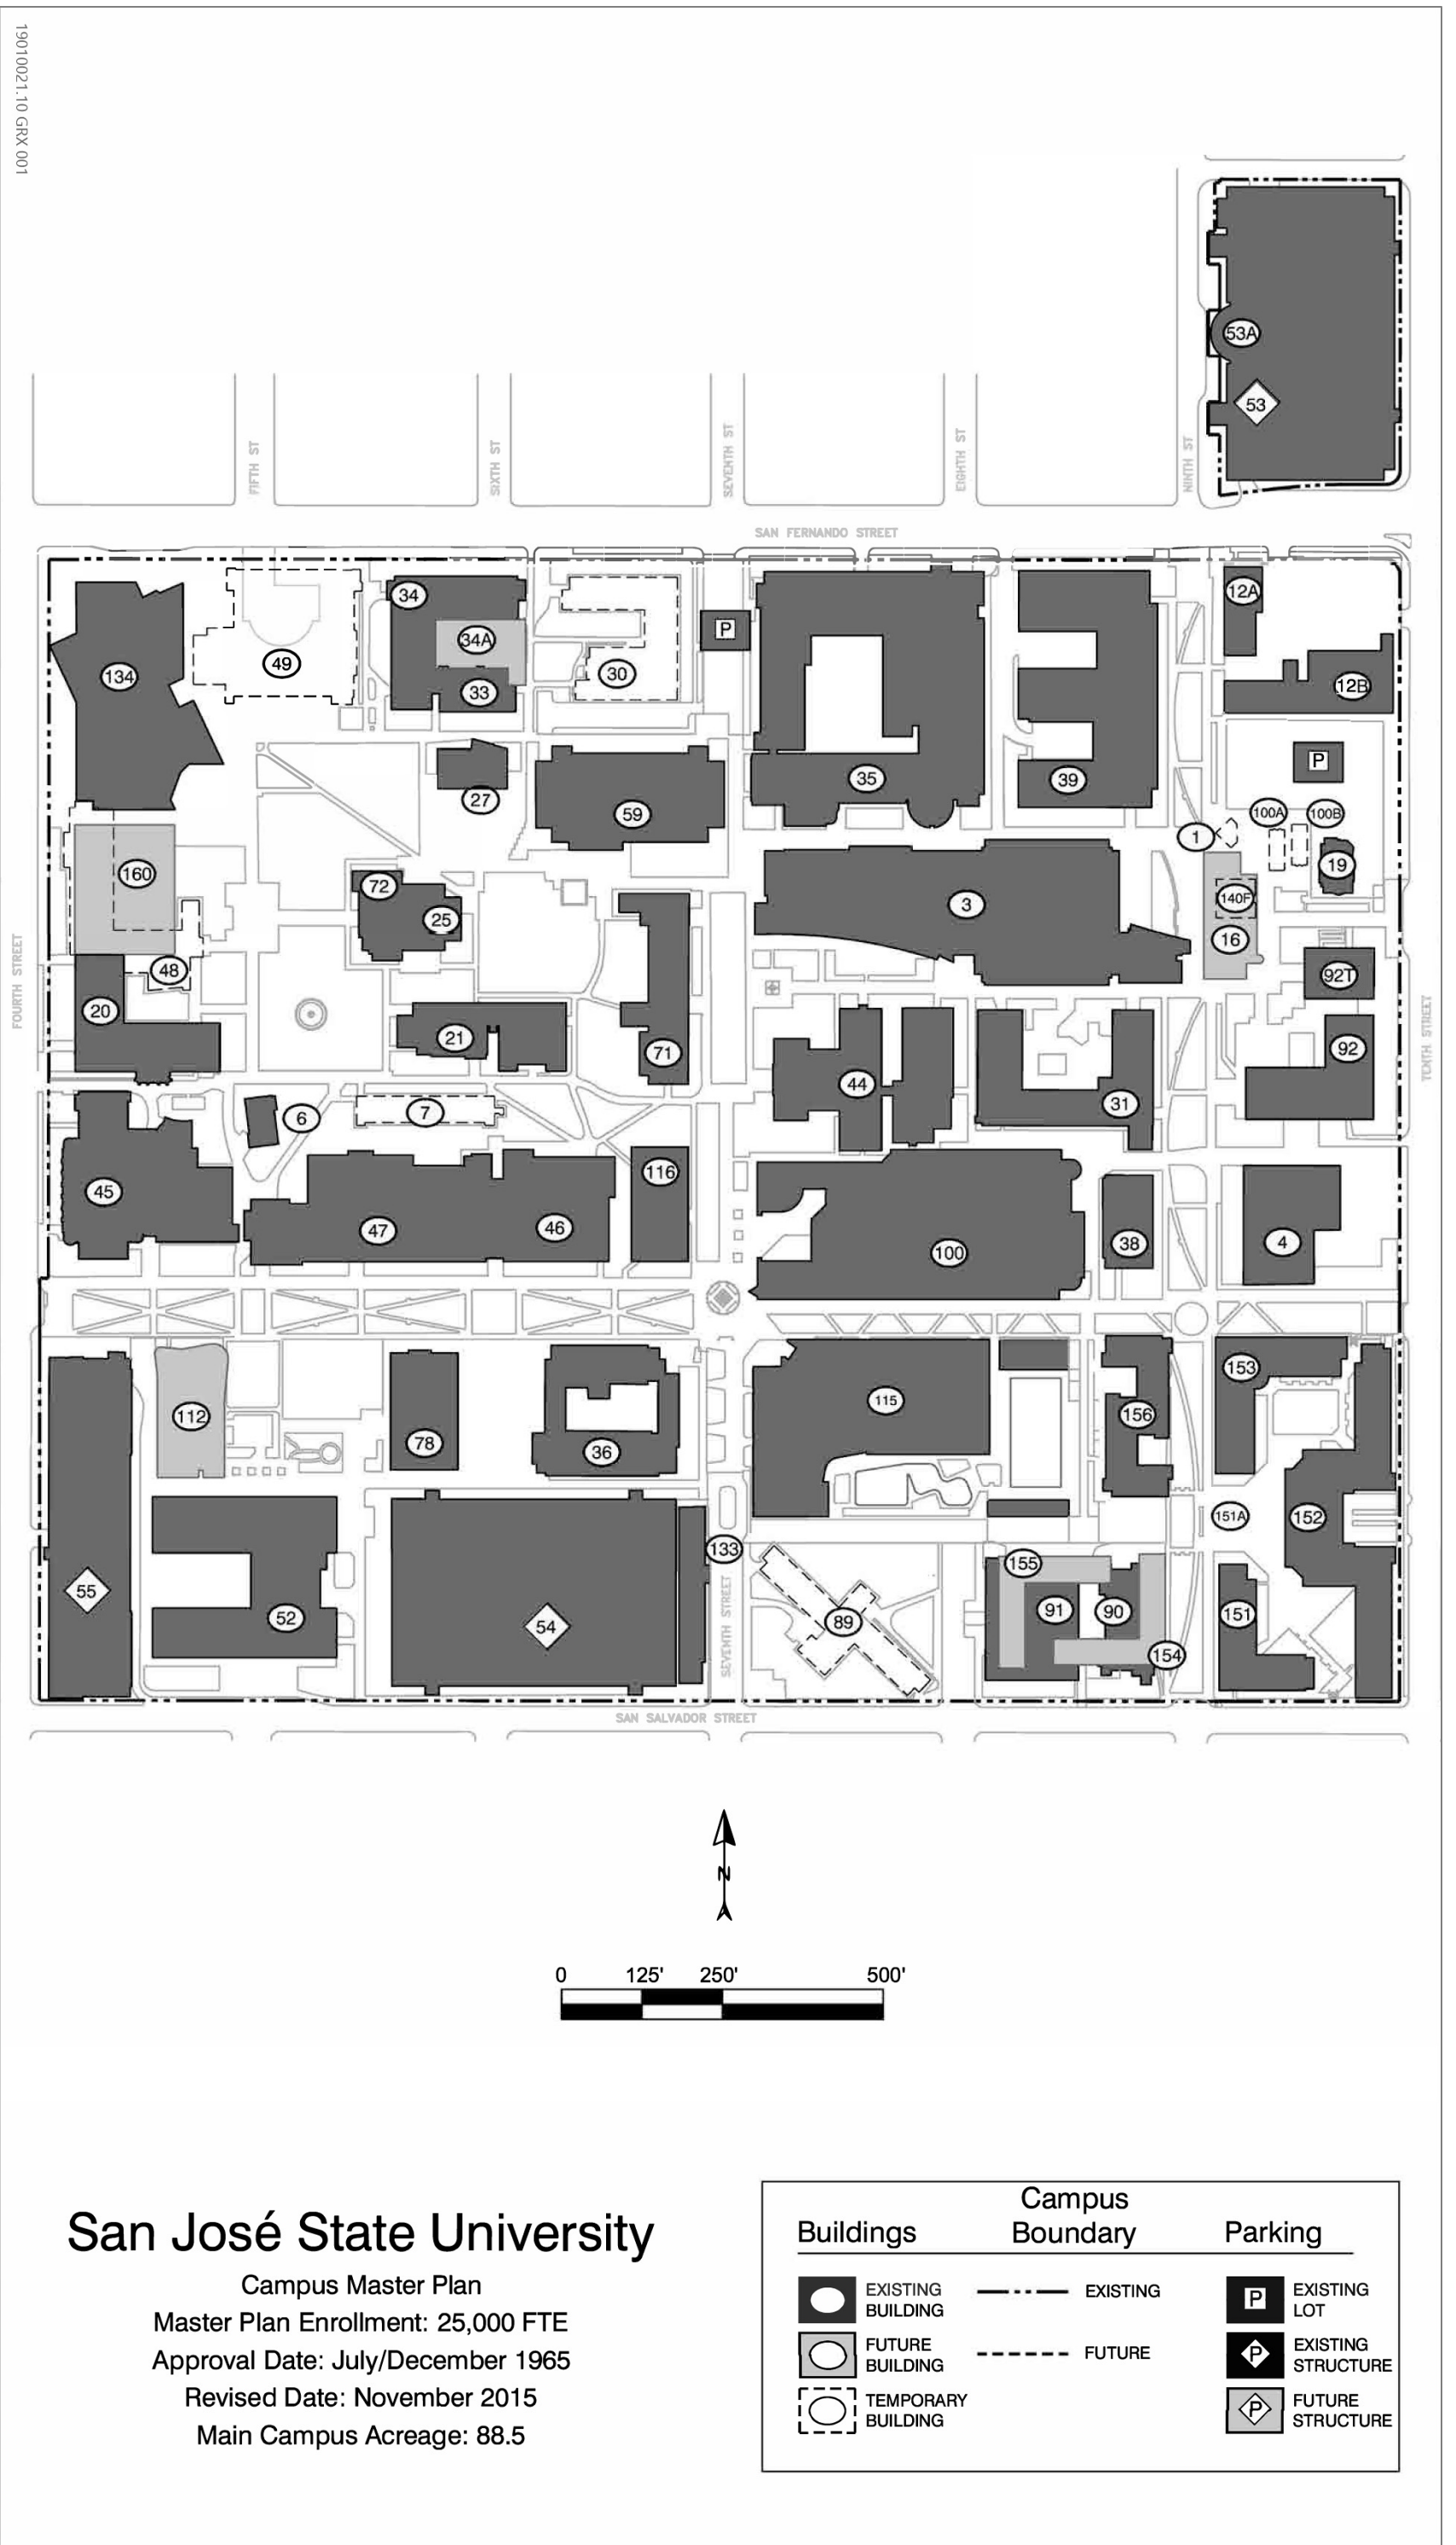 19010021.10 GRX 001
53A
53
FIFTH ST
SIXTH ST
SEVENTH ST
EIGHTH ST
NINTH ST
SAN FERNANDO STREET
34
12A
P
34A
49
30
134
33
12B
P
35
39
27
59
100A
100B
1
19
160
72
140F
3
25
16
48
92T
20
FOURTH STREET
TENTH STREET
21
71
92
44
31
7
6
116
45
47
46
100
38
4
153
115
112
156
78
36
151A
152
133
155
55
91
90
151
52
54
89
154
SEVENTH STREET
SAN SALVADOR STREET
N
0 125' 250' 500'
San José State University
Campus Master Plan
Master Plan Enrollment: 25,000 FTE
Approval Date: July/December 1965
Revised Date: November 2015
Main Campus Acreage: 88.5
Buildings
EXISTING
BUILDING
FUTURE
BUILDING
TEMPORARY
BUILDING
Campus
Boundary
EXISTING
FUTURE
Parking
P
EXISTING
LOT
P
EXISTING
STRUCTURE
P
FUTURE
STRUCTURE